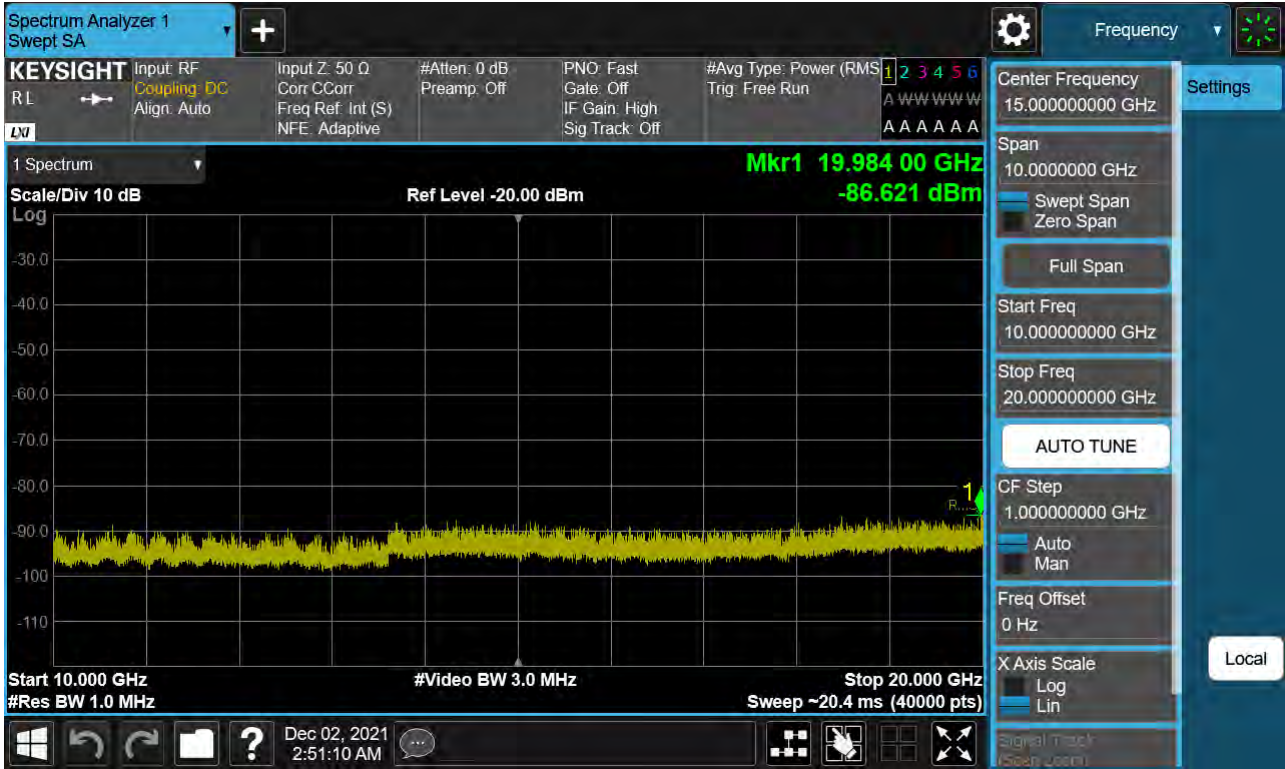 Spectrum Analyzer 1
Swept SA
+
Frequency
KEYSIGHT
RL
LXI
Input: RF
Coupling: DC
Align: Auto
Input Z: 50 Ω
Corr CCorr
Freq Ref: Int (S)
NFE: Adaptive
#Atten: 0 dB
Preamp: Off
PNO: Fast
Gate: Off
IF Gain: High
Sig Track: Off
#Avg Type: Power (RMS
Trig: Free Run
1 2 3 4 5 6
A W W W W W
A A A A A A
1 Spectrum
Scale/Div 10 dB
Log
Ref Level -20.00 dBm
Mkr1 19.984 00 GHz
-86.621 dBm
-30.0
-40.0
-50.0
-60.0
-70.0
-80.0
-90.0
-100
-110
1
Start 10.000 GHz
#Res BW 1.0 MHz
#Video BW 3.0 MHz
Stop 20.000 GHz
Sweep ~20.4 ms (40000 pts)
Center Frequency
15.000000000 GHz
Settings
Span
10.0000000 GHz
Swept Span
Zero Span
Full Span
Start Freq
10.000000000 GHz
Stop Freq
20.000000000 GHz
AUTO TUNE
CF Step
1.000000000 GHz
Auto
Man
Freq Offset
0 Hz
X Axis Scale
Log
Lin
Local
Signal Track
(Span Zoom)
?
Dec 02, 2021
2:51:10 AM